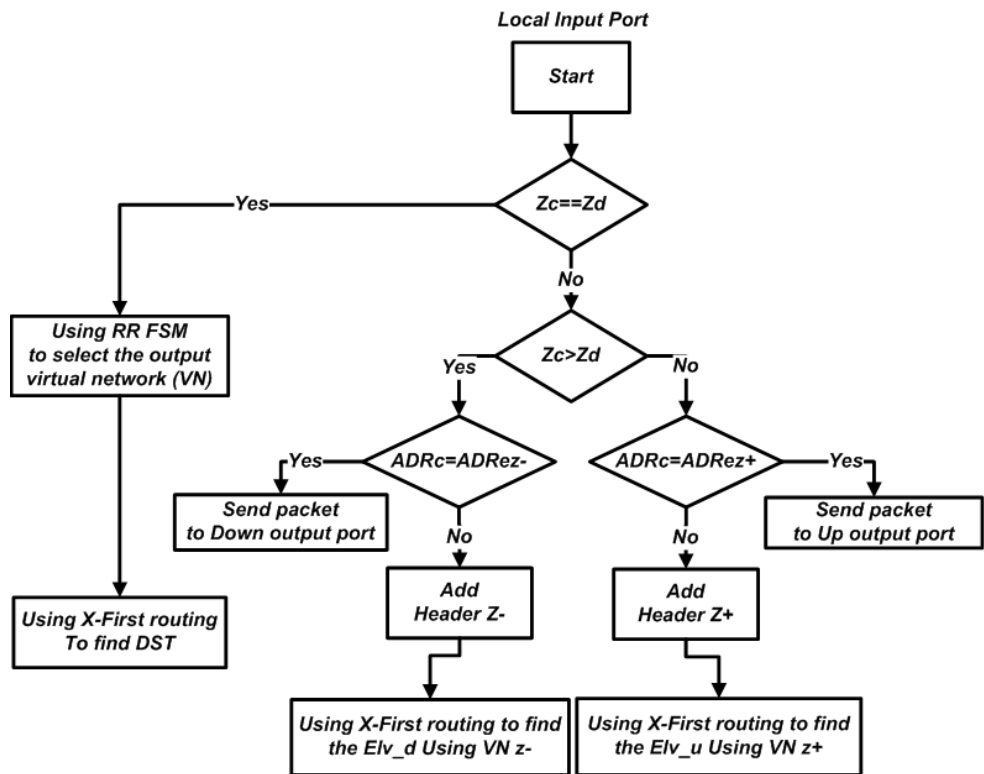 Local Input Port
Start
Zc==Zd
Yes
No
Using RR FSM
to select the output
virtual network (VN)
Zc>Zd
Yes
No
ADRc=ADRez-
Yes
No
ADRc=ADRez+
Yes
No
Send packet
to Down output port
Send packet
to Up output port
Add
Header Z-
Add
Header Z+
Using X-First routing
To find DST
Using X-First routing to find
the Elv_d Using VN z-
Using X-First routing to find
the Elv_u Using VN z+